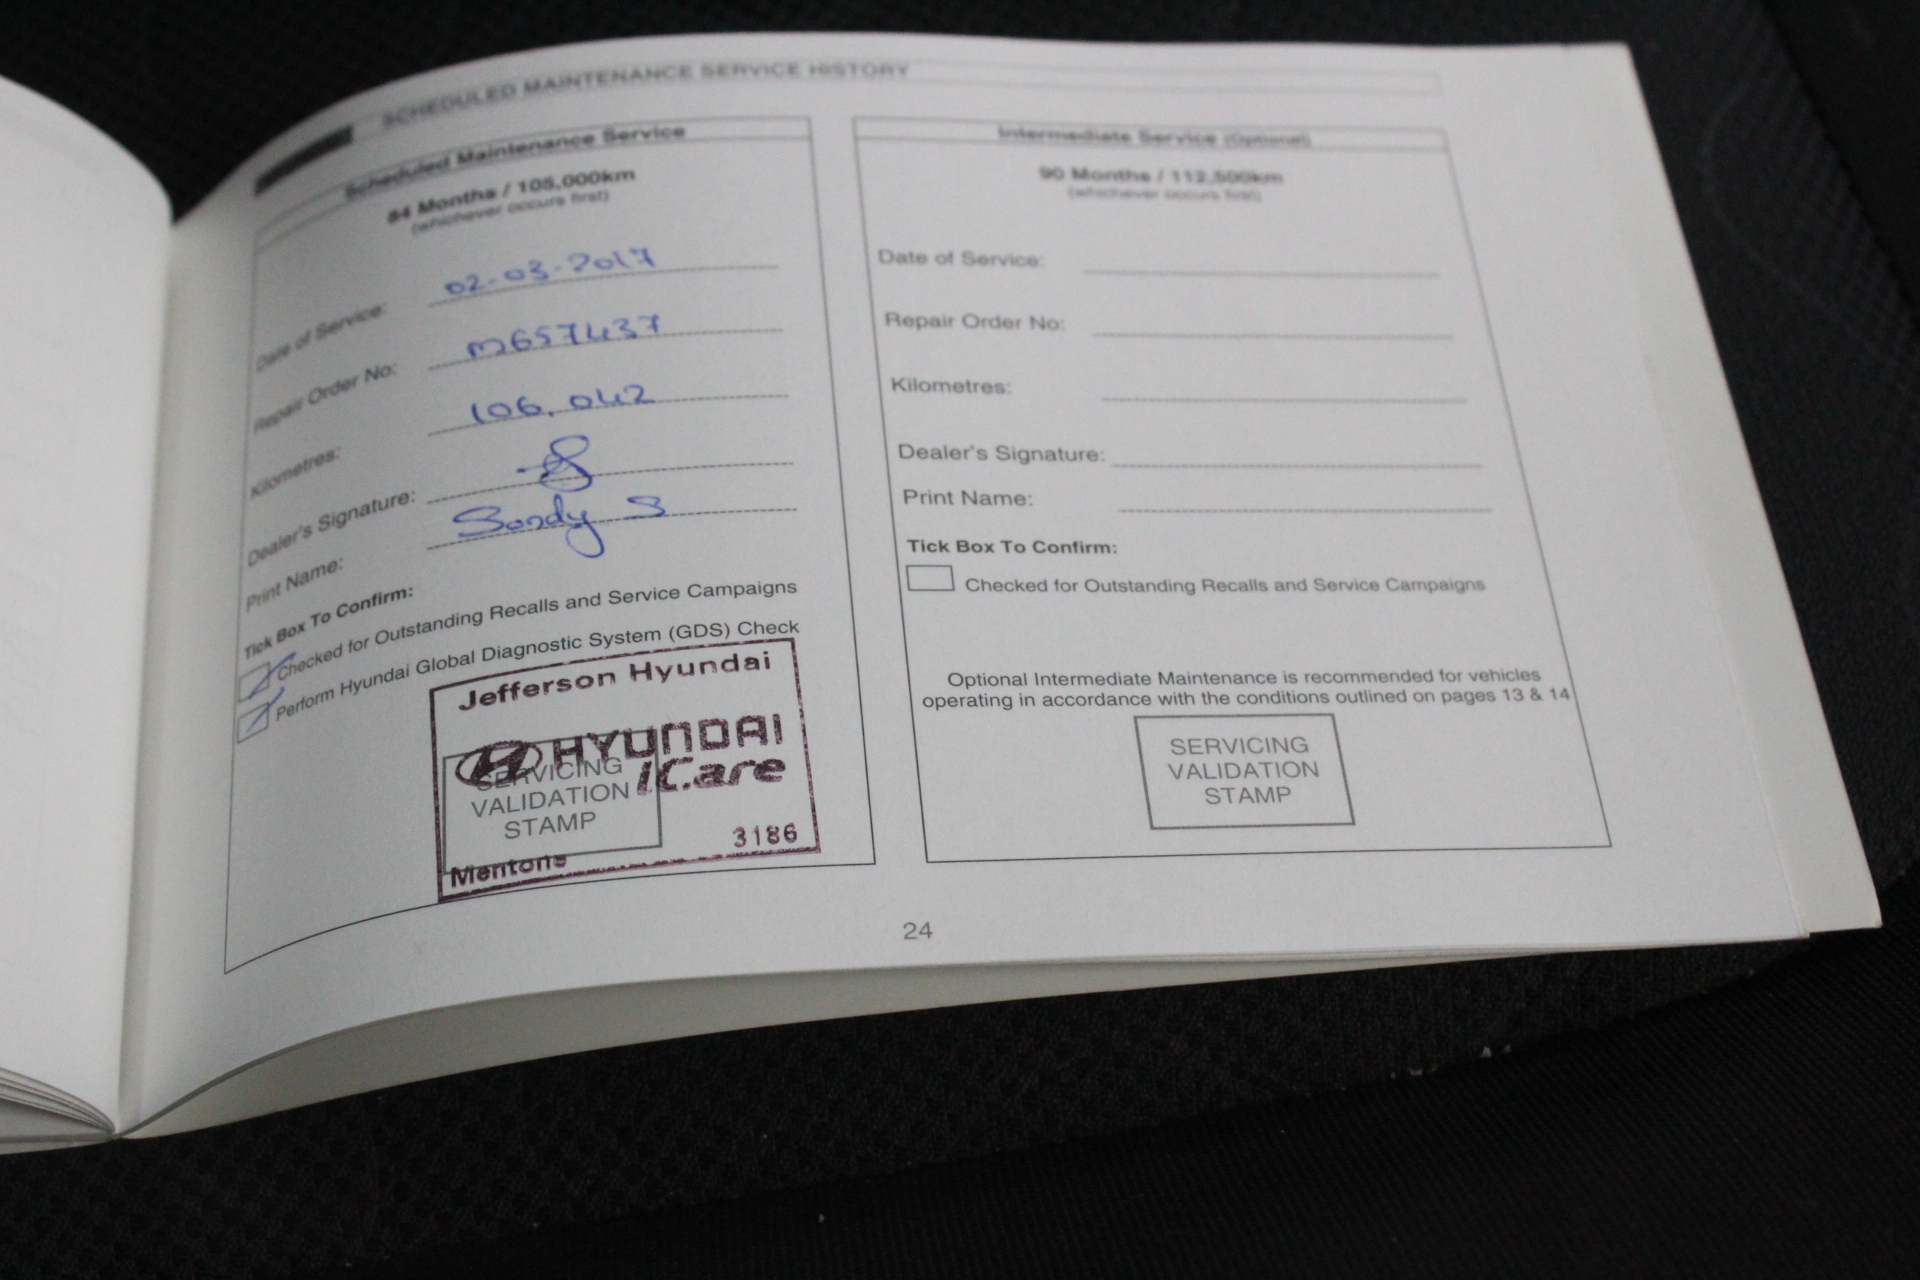 SCHEDULED MAINTENANCE SERVICE HISTORY
Scheduled Maintenance Service
84 Months / 105,000km
(whichever occurs first)
Date of Service: 02-03-2017
Repair Order No: M657437
Kilometres: 106,042
Dealer's Signature:
Print Name: Sandy S
Tick Box To Confirm:
Checked for Outstanding Recalls and Service Campaigns
Perform Hyundai Global Diagnostic System (GDS) Check
Jefferson Hyundai
HYUNDAI
iCare
SERVICING
VALIDATION
STAMP
3186
Mentone
Intermediate Service (Optional)
90 Months / 112,500km
(whichever occurs first)
Date of Service:
Repair Order No:
Kilometres:
Dealer's Signature:
Print Name:
Tick Box To Confirm:
Checked for Outstanding Recalls and Service Campaigns
Optional Intermediate Maintenance is recommended for vehicles
operating in accordance with the conditions outlined on pages 13 & 14
SERVICING
VALIDATION
STAMP
24